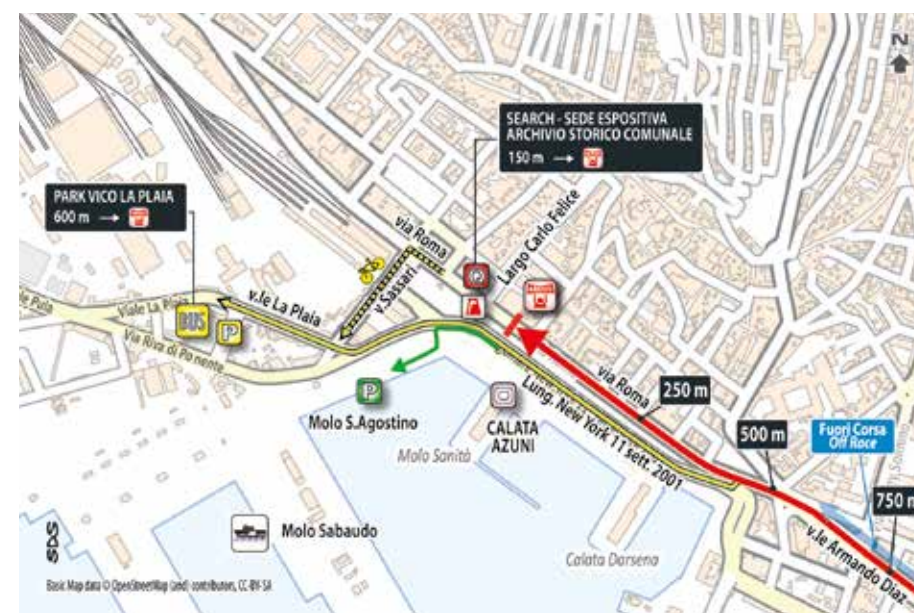 N
SEARCH - SEDE ESPOSITIVA
ARCHIVIO STORICO COMUNALE
150 m
PARK VICO LA PLAIA
600 m
via Roma
Largo Carlo Felice
v.Sassari
ARRIVO
Viale La Plaia
v.le La Plaia
BUS
P
Via Riva di Ponente
P
Molo S.Agostino
CALATA
AZUNI
Molo Sanità
Lung. New York 11 sett. 2001
via Roma
250 m
500 m
Fuori Corsa
Off Race
750 m
v.le Armando Diaz
Molo Sabaudo
Calata Darsena
SDS
Basic Map data © OpenStreetMap (and) contributors, CC-BY-SA